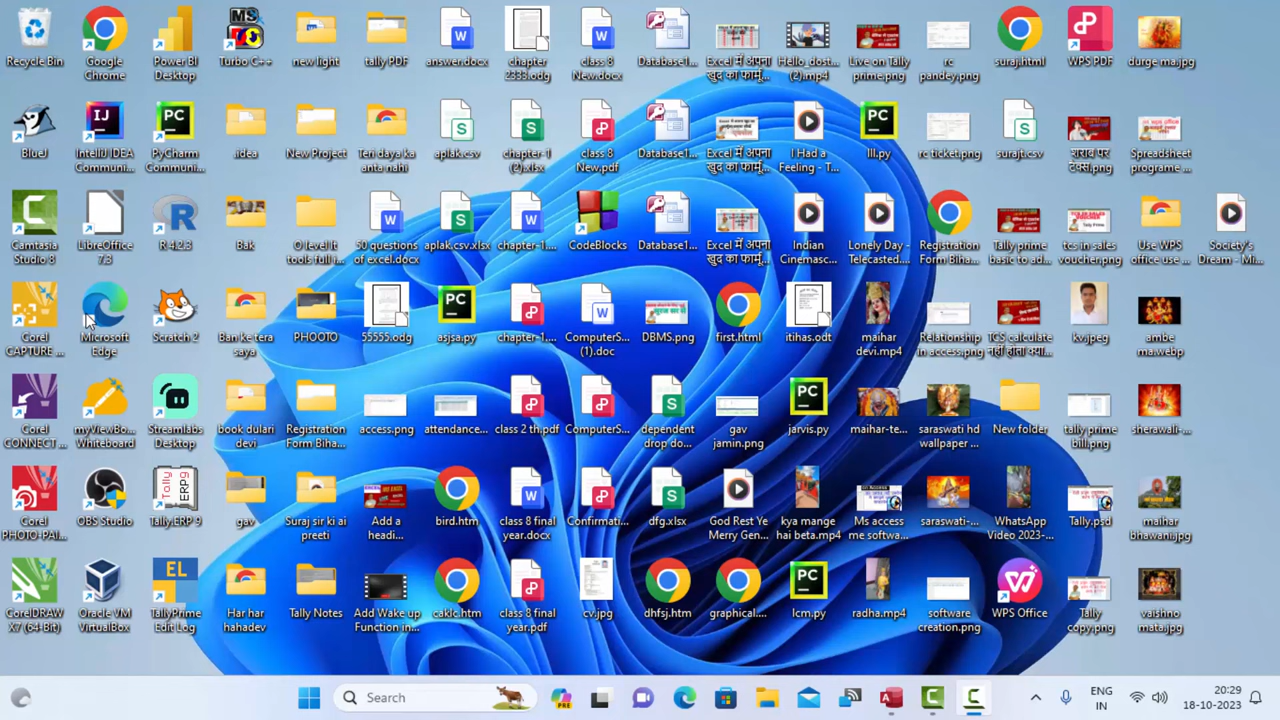 Recycle Bin
Google
Chrome
Power BI
Desktop
Turbo C++
new light
tally PDF
answer.docx
chapter
2333.odg
class 8
New.docx
Database1...
Excel में अपना
खुद का फार्मू...
Hello_dost...
(2).mp4
Live on Tally
prime.png
rc
pandey.png
suraj.html
WPS PDF
durge ma.jpg
BlueJ
IntelliJ IDEA
Communi...
PyCharm
Communi...
.idea
New Project
Teri daya ka
anta nahi
aplak.csv
chapter-1
(2).xlsx
class 8
New.pdf
Database1...
Excel में अपना
खुद का फार्मू...
I Had a
Feeling - T...
lll.py
rc ticket.png
surajt.csv
शराब पर
टैक्स.png
Spreadsheet
programe ...
Camtasia
Studio 8
LibreOffice
7.3
R 4.2.3
Bak
O level It
tools full i...
50 questions
of excel.docx
aplak.csv.xlsx
chapter-1....
CodeBlocks
Database1...
Excel में अपना
खुद का फार्मू...
Indian
Cinemasc...
Lonely Day -
Telecasted....
Registration
Form Biha...
Tally prime
basic to ad...
tcs in sales
voucher.png
Use WPS
office use ...
Society's
Dream - Mi...
Corel
CAPTURE ...
Microsoft
Edge
Scratch 2
Ban ke tera
saya
PHOOTO
55555.odg
asjsa.py
chapter-1....
ComputerS...
(1).doc
DBMS.png
first.html
itihas.odt
maihar
devi.mp4
Relationship
in access.png
TCS calculate
नहीं होता क्या...
kv.jpeg
ambe
ma.webp
Corel
CONNECT ...
myViewBo...
Whiteboard
Streamlabs
Desktop
book dulari
devi
Registration
Form Biha...
access.png
attendance...
class 2 th.pdf
ComputerS...
dependent
drop do...
gav
jamin.png
jarvis.py
maihar-te...
saraswati hd
wallpaper ...
New folder
tally prime
bill.png
sherawali-...
Corel
PHOTO-PAI...
OBS Studio
Tally.ERP 9
gav
Suraj sir ki ai
preeti
Add a
headi...
bird.htm
class 8 final
year.docx
Confirmati...
dfg.xlsx
God Rest Ye
Merry Gen...
kya mange
hai beta.mp4
Ms access
me softwa...
saraswati-...
WhatsApp
Video 2023-...
Tally.psd
maihar
bhawani.jpg
CorelDRAW
X7 (64-Bit)
Oracle VM
VirtualBox
TallyPrime
Edit Log
Har har
hahadev
Tally Notes
Add Wake up
Function in...
caklc.htm
class 8 final
year.pdf
cv.jpg
dhfsj.htm
graphical....
lcm.py
radha.mp4
software
creation.png
WPS Office
Tally
copy.png
vaishno
mata.jpg
Search
ENG
IN
20:29
18-10-2023